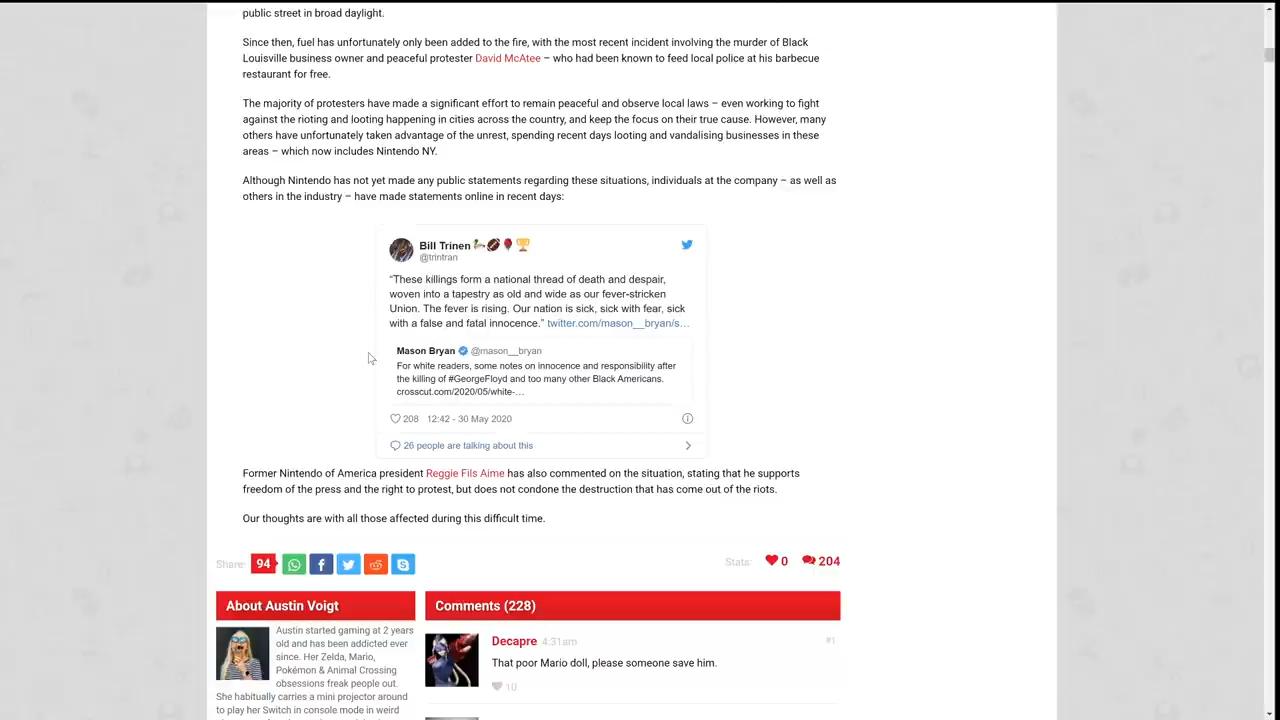 public street in broad daylight.
Since then, fuel has unfortunately only been added to the fire, with the most recent incident involving the murder of Black
Louisville business owner and peaceful protester David McAtee – who had been known to feed local police at his barbecue
restaurant for free.
The majority of protesters have made a significant effort to remain peaceful and observe local laws – even working to fight
against the rioting and looting happening in cities across the country, and keep the focus on their true cause. However, many
others have unfortunately taken advantage of the unrest, spending recent days looting and vandalising businesses in these
areas – which now includes Nintendo NY.
Although Nintendo has not yet made any public statements regarding these situations, individuals at the company – as well as
others in the industry – have made statements online in recent days:
Bill Trinen
@trintran
“These killings form a national thread of death and despair,
woven into a tapestry as old and wide as our fever-stricken
Union. The fever is rising. Our nation is sick, sick with fear, sick
with a false and fatal innocence.” twitter.com/mason__bryan/s…
Mason Bryan @mason__bryan
For white readers, some notes on innocence and responsibility after
the killing of #GeorgeFloyd and too many other Black Americans.
crosscut.com/2020/05/white-…
208 12:42 - 30 May 2020
26 people are talking about this
Former Nintendo of America president Reggie Fils Aime has also commented on the situation, stating that he supports
freedom of the press and the right to protest, but does not condone the destruction that has come out of the riots.
Our thoughts are with all those affected during this difficult time.
Share: 94
Stats: 0 204
About Austin Voigt
Austin started gaming at 2 years
old and has been addicted ever
since. Her Zelda, Mario,
Pokémon & Animal Crossing
obsessions freak people out.
She habitually carries a mini projector around
to play her Switch in console mode in weird
Comments (228)
Decapre 4:31am #1
That poor Mario doll, please someone save him.
10